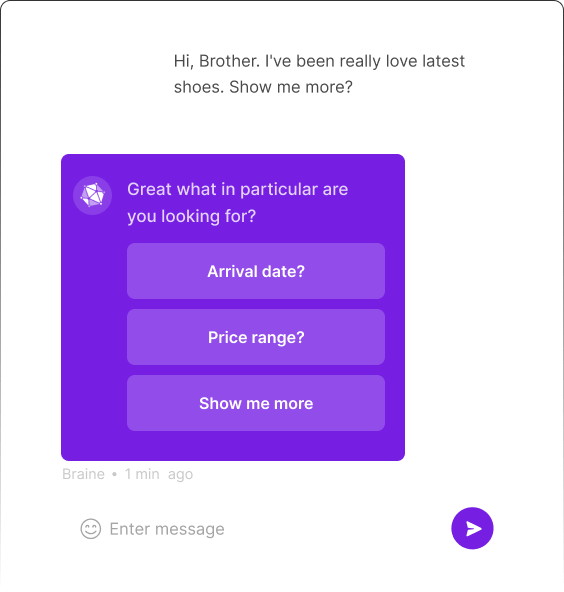 Hi, Brother. I've been really love latest
shoes. Show me more?
Great what in particular are
you looking for?
Arrival date?
Price range?
Show me more
Braine • 1 min ago
Enter message